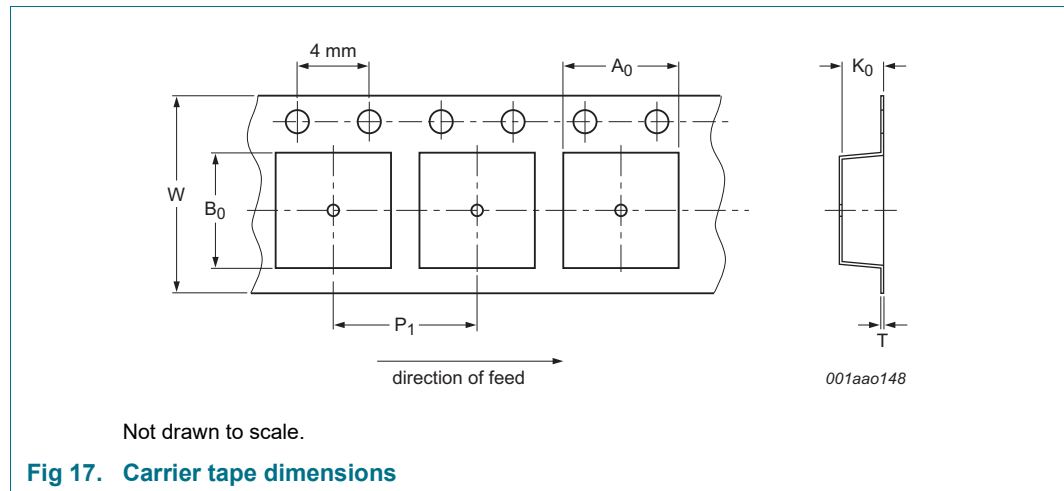 4 mm
A0
K0
W
B0
P1
T
direction of feed
001aao148
Not drawn to scale.
Fig 17. Carrier tape dimensions